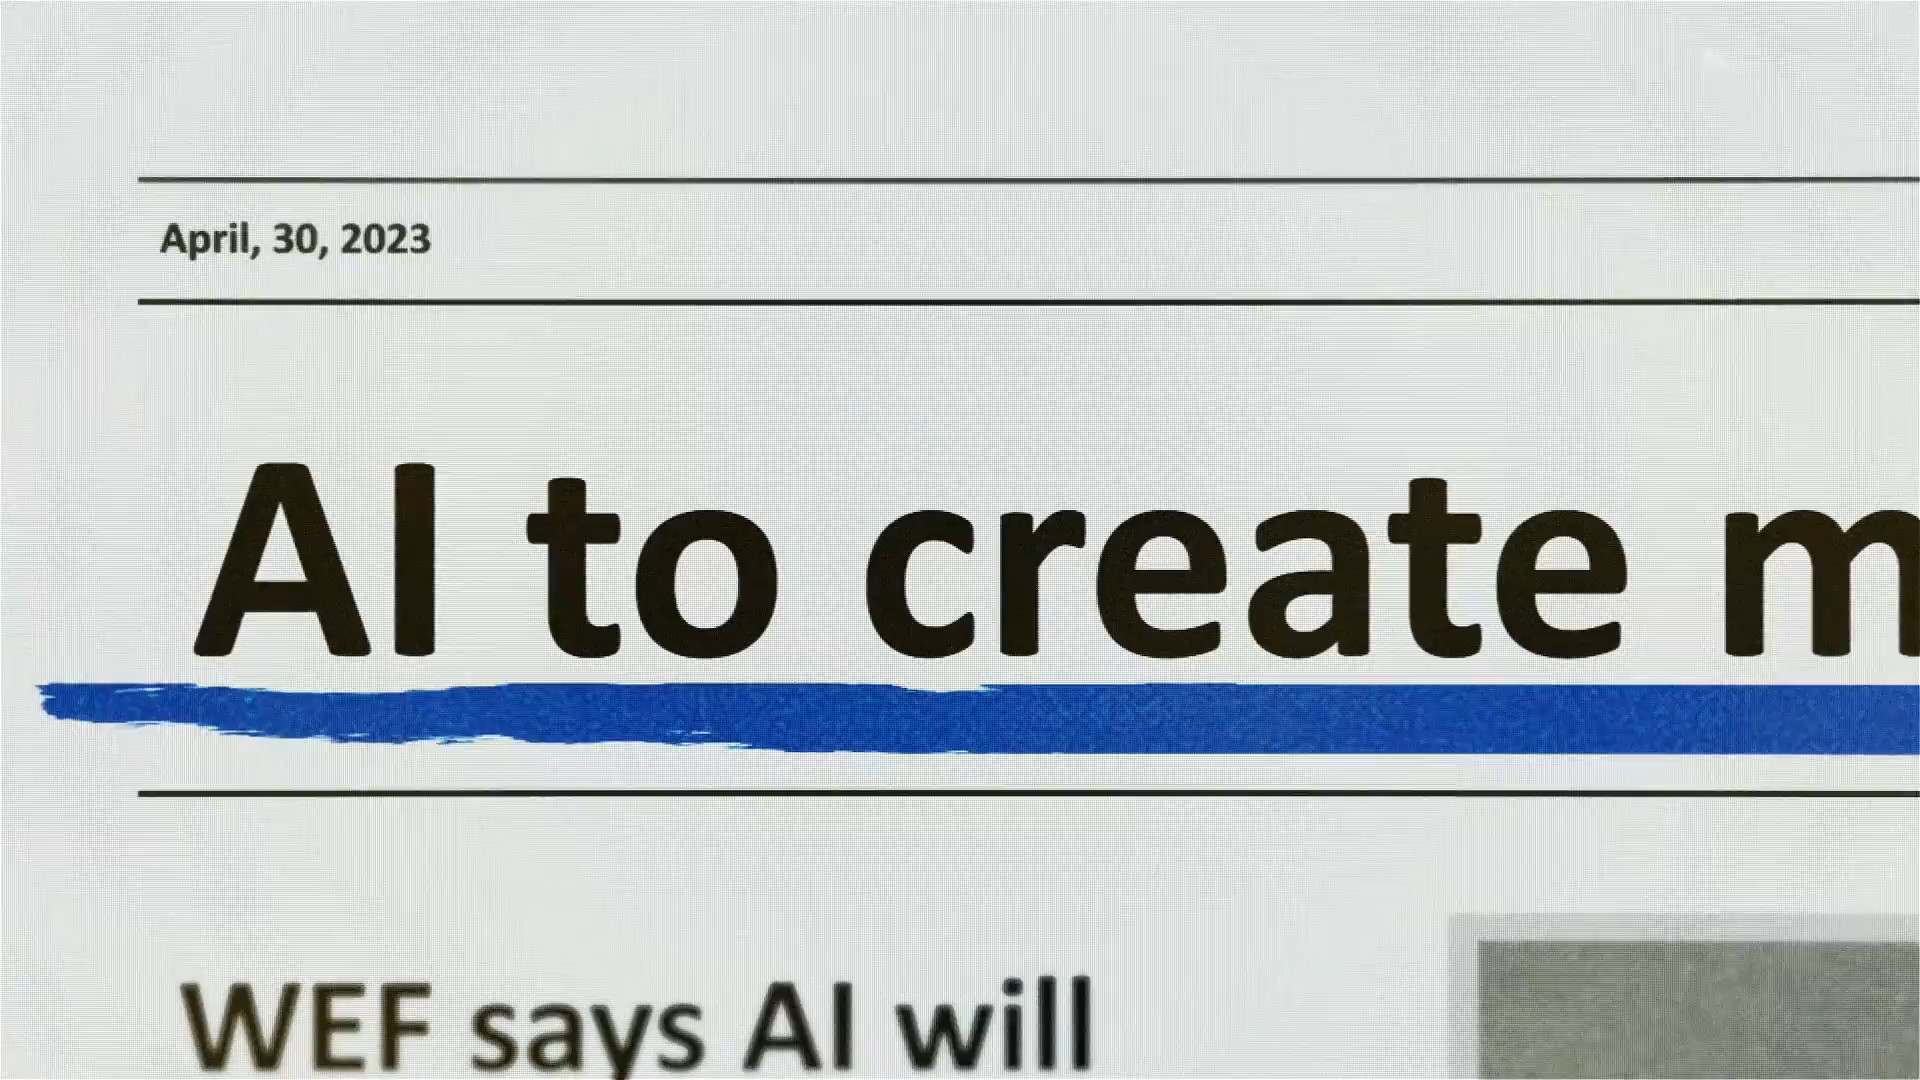 April, 30, 2023
AI to create
WEF says AI will